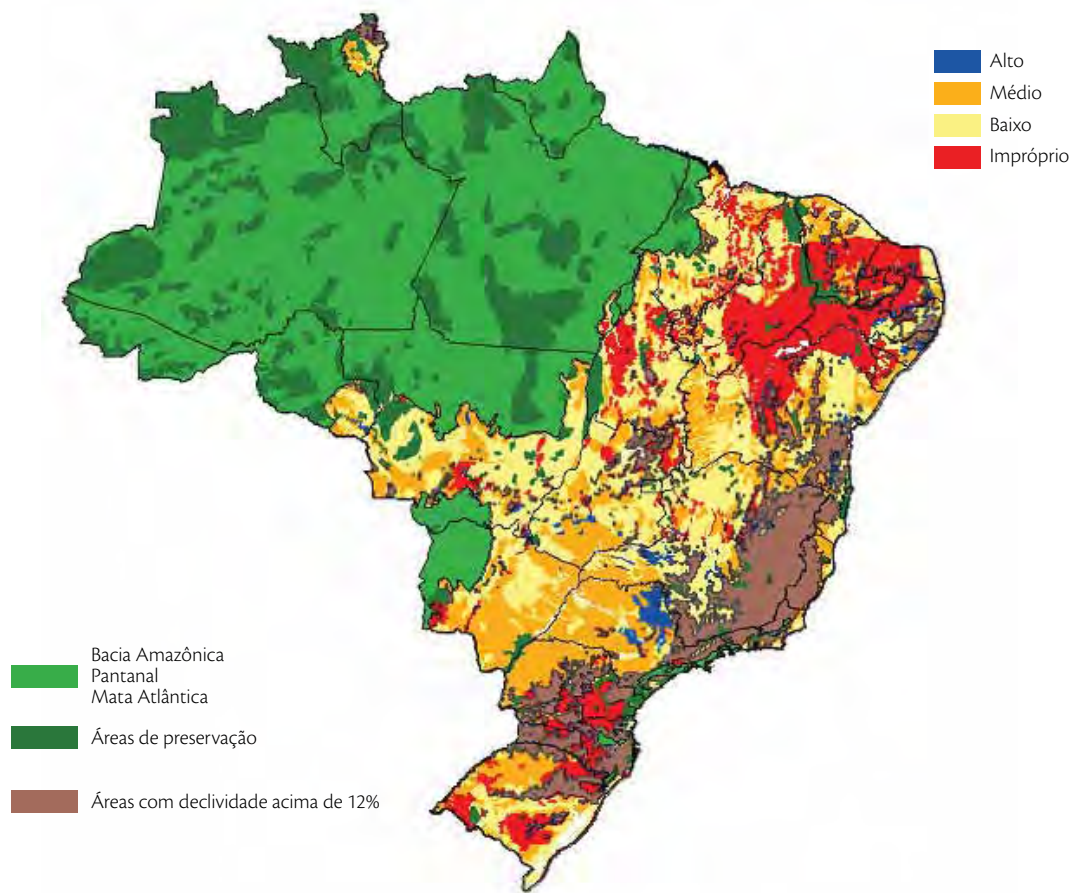 Alto
Médio
Baixo
Impróprio
Bacia Amazônica
Pantanal
Mata Atlântica
Áreas de preservação
Áreas com declividade acima de 12%